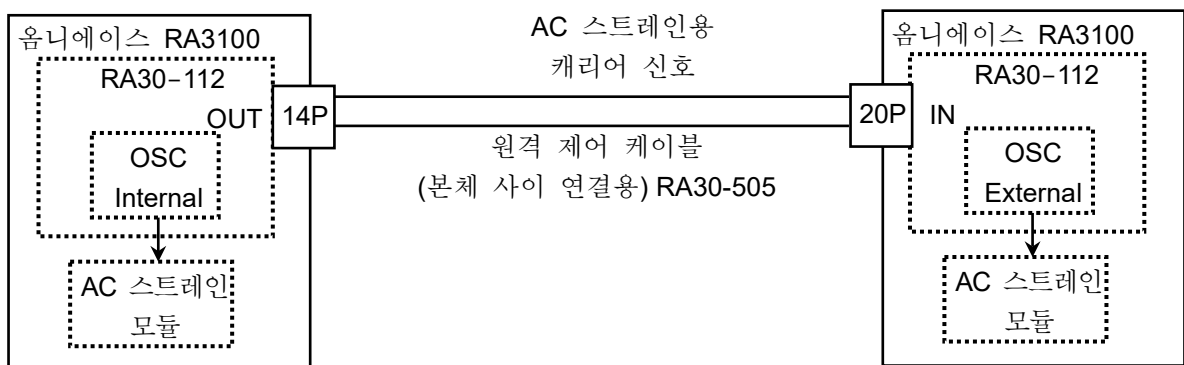 옴니에이스 RA3100
RA30-112
OUT
14P
OSC
Internal
AC 스트레인
모듈
AC 스트레인용
캐리어 신호
원격 제어 케이블
(본체 사이 연결용) RA30-505
옴니에이스 RA3100
RA30-112
20P
IN
OSC
External
AC 스트레인
모듈